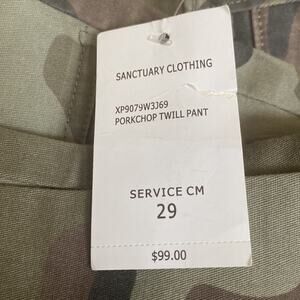 SANCTUARY CLOTHING
XP9079W3J69
PORKCHOP TWILL PANT
SERVICE CM
29
$99.00